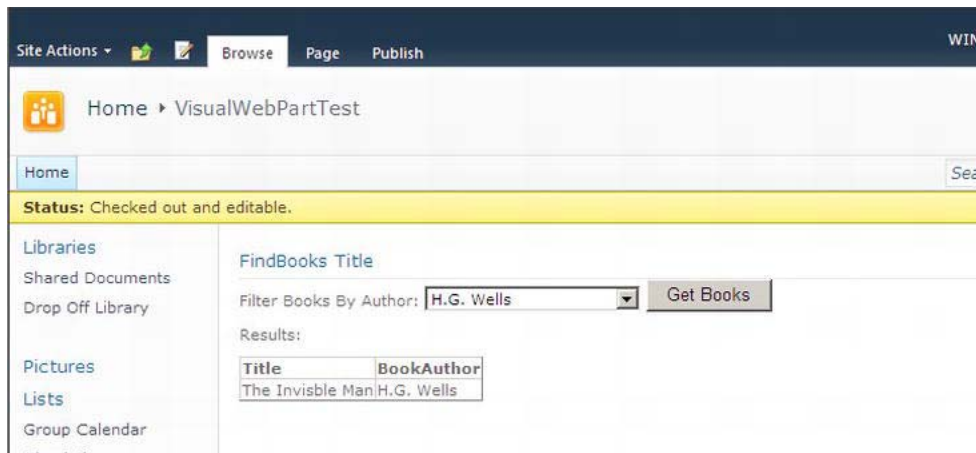 Site Actions
Browse
Page
Publish
WIN
Home ▸ VisualWebPartTest
Home
Sea
Status: Checked out and editable.
Libraries
Shared Documents
Drop Off Library
Pictures
Lists
Group Calendar
FindBooks Title
Filter Books By Author: H.G. Wells Get Books
Results:
Title BookAuthor
The Invisble Man H.G. Wells